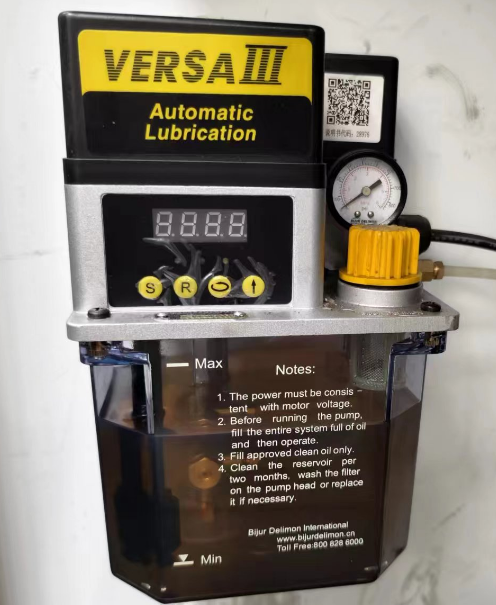 VERSA III
Automatic
Lubrication
28976
8.8.8.8
S R
Max
Notes:
1. The power must be consis -
tent with motor voltage.
2. Before running the pump,
fill the entire system full of oil
and then operate.
3. Fill approved clean oil only.
4. Clean the reservoir per
two months, wash the filter
on the pump head or replace
it if necessary.
Bijur Delimon International
www.bijurdelimon.cn
Toll Free:800 828 8000
Min